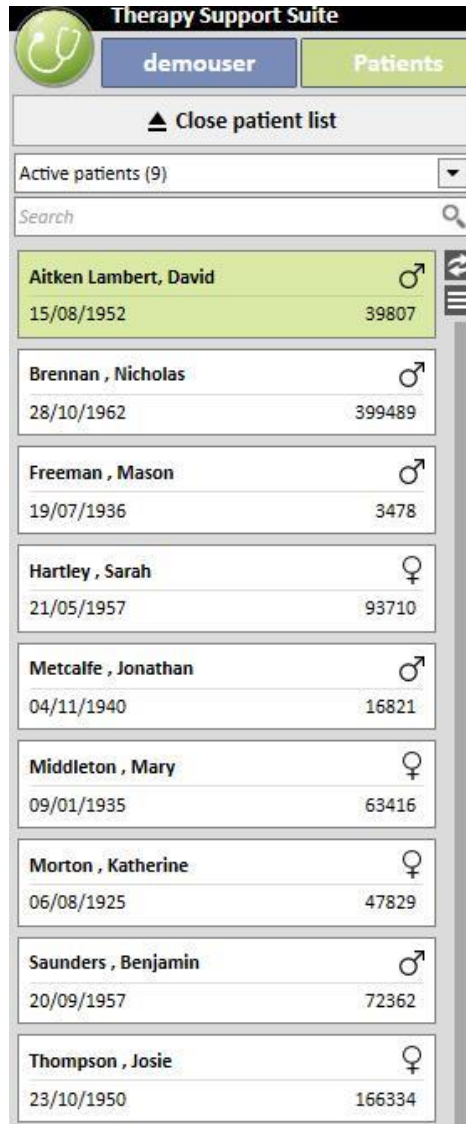 Therapy Support Suite
demouser Patients
Close patient list
Active patients (9)
Search
Aitken Lambert, David
15/08/1952 39807
Brennan , Nicholas
28/10/1962 399489
Freeman , Mason
19/07/1936 3478
Hartley , Sarah
21/05/1957 93710
Metcalfe , Jonathan
04/11/1940 16821
Middleton , Mary
09/01/1935 63416
Morton , Katherine
06/08/1925 47829
Saunders , Benjamin
20/09/1957 72362
Thompson , Josie
23/10/1950 166334